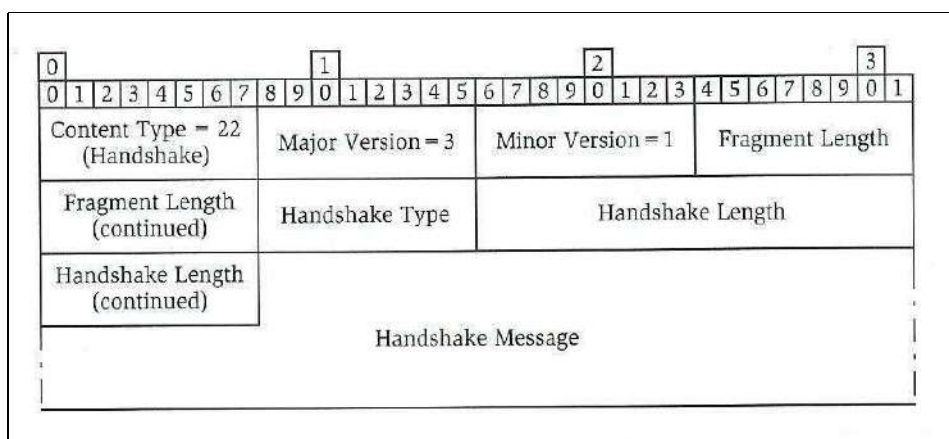 0 1 2 3
0 1 2 3 4 5 6 7 8 9 0 1 2 3 4 5 6 7 8 9 0 1 2 3 4 5 6 7 8 9 0 1
Content Type = 22
(Handshake)
Major Version = 3
Minor Version = 1
Fragment Length
Fragment Length
(continued)
Handshake Type
Handshake Length
Handshake Length
(continued)
Handshake Message